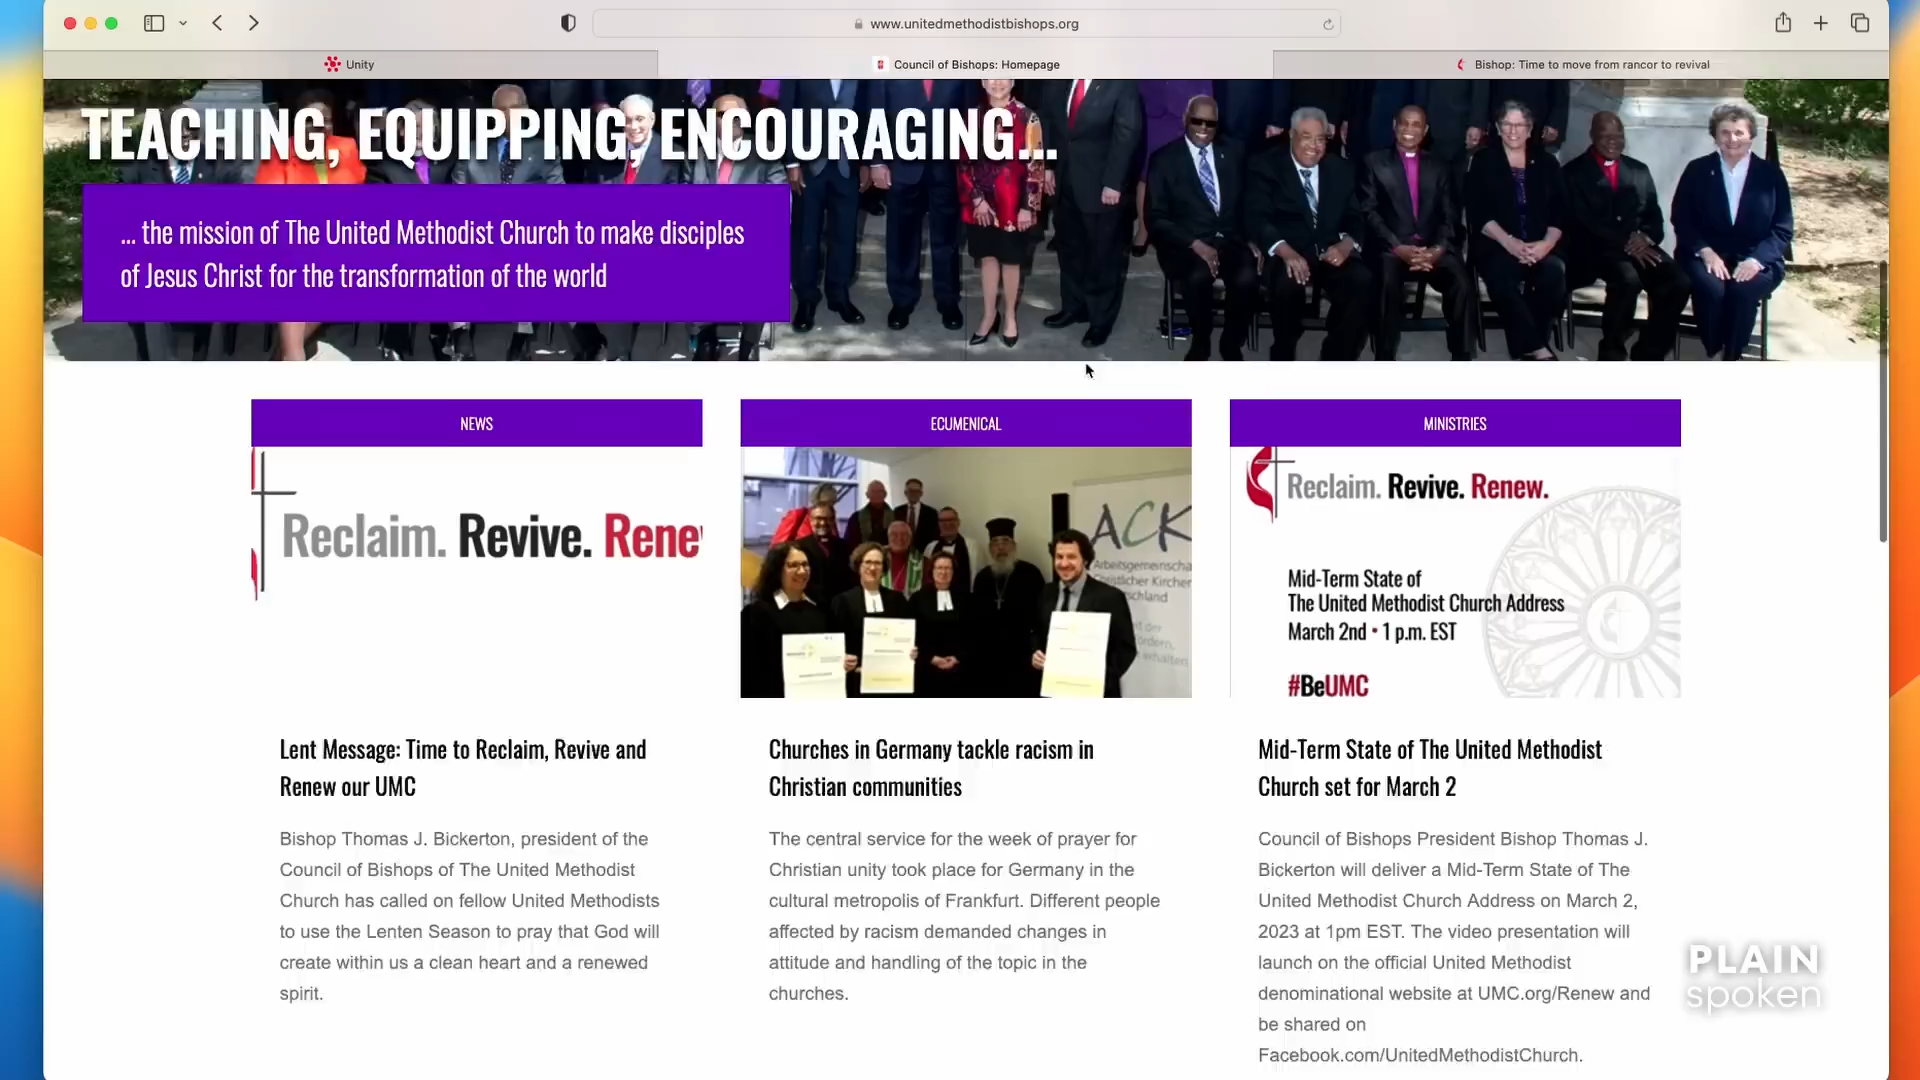 www.unitedmethodistbishops.org
Unity
Council of Bishops: Homepage
Bishop: Time to move from rancor to revival
TEACHING, EQUIPPING, ENCOURAGING...
... the mission of The United Methodist Church to make disciples
of Jesus Christ for the transformation of the world
NEWS
Reclaim. Revive. Rene
Lent Message: Time to Reclaim, Revive and
Renew our UMC
Bishop Thomas J. Bickerton, president of the
Council of Bishops of The United Methodist
Church has called on fellow United Methodists
to use the Lenten Season to pray that God will
create within us a clean heart and a renewed
spirit.
ECUMENICAL
ACK
Arbeitsgemeinscha
Christlicher Kirchen
Churches in Germany tackle racism in
Christian communities
The central service for the week of prayer for
Christian unity took place for Germany in the
cultural metropolis of Frankfurt. Different people
affected by racism demanded changes in
attitude and handling of the topic in the
churches.
MINISTRIES
Reclaim. Revive. Renew.
Mid-Term State of
The United Methodist Church Address
March 2nd • 1 p.m. EST
#BeUMC
Mid-Term State of The United Methodist
Church set for March 2
Council of Bishops President Bishop Thomas J.
Bickerton will deliver a Mid-Term State of The
United Methodist Church Address on March 2,
2023 at 1pm EST. The video presentation will
launch on the official United Methodist
denominational website at UMC.org/Renew and
be shared on
Facebook.com/UnitedMethodistChurch.
PLAIN
spoken